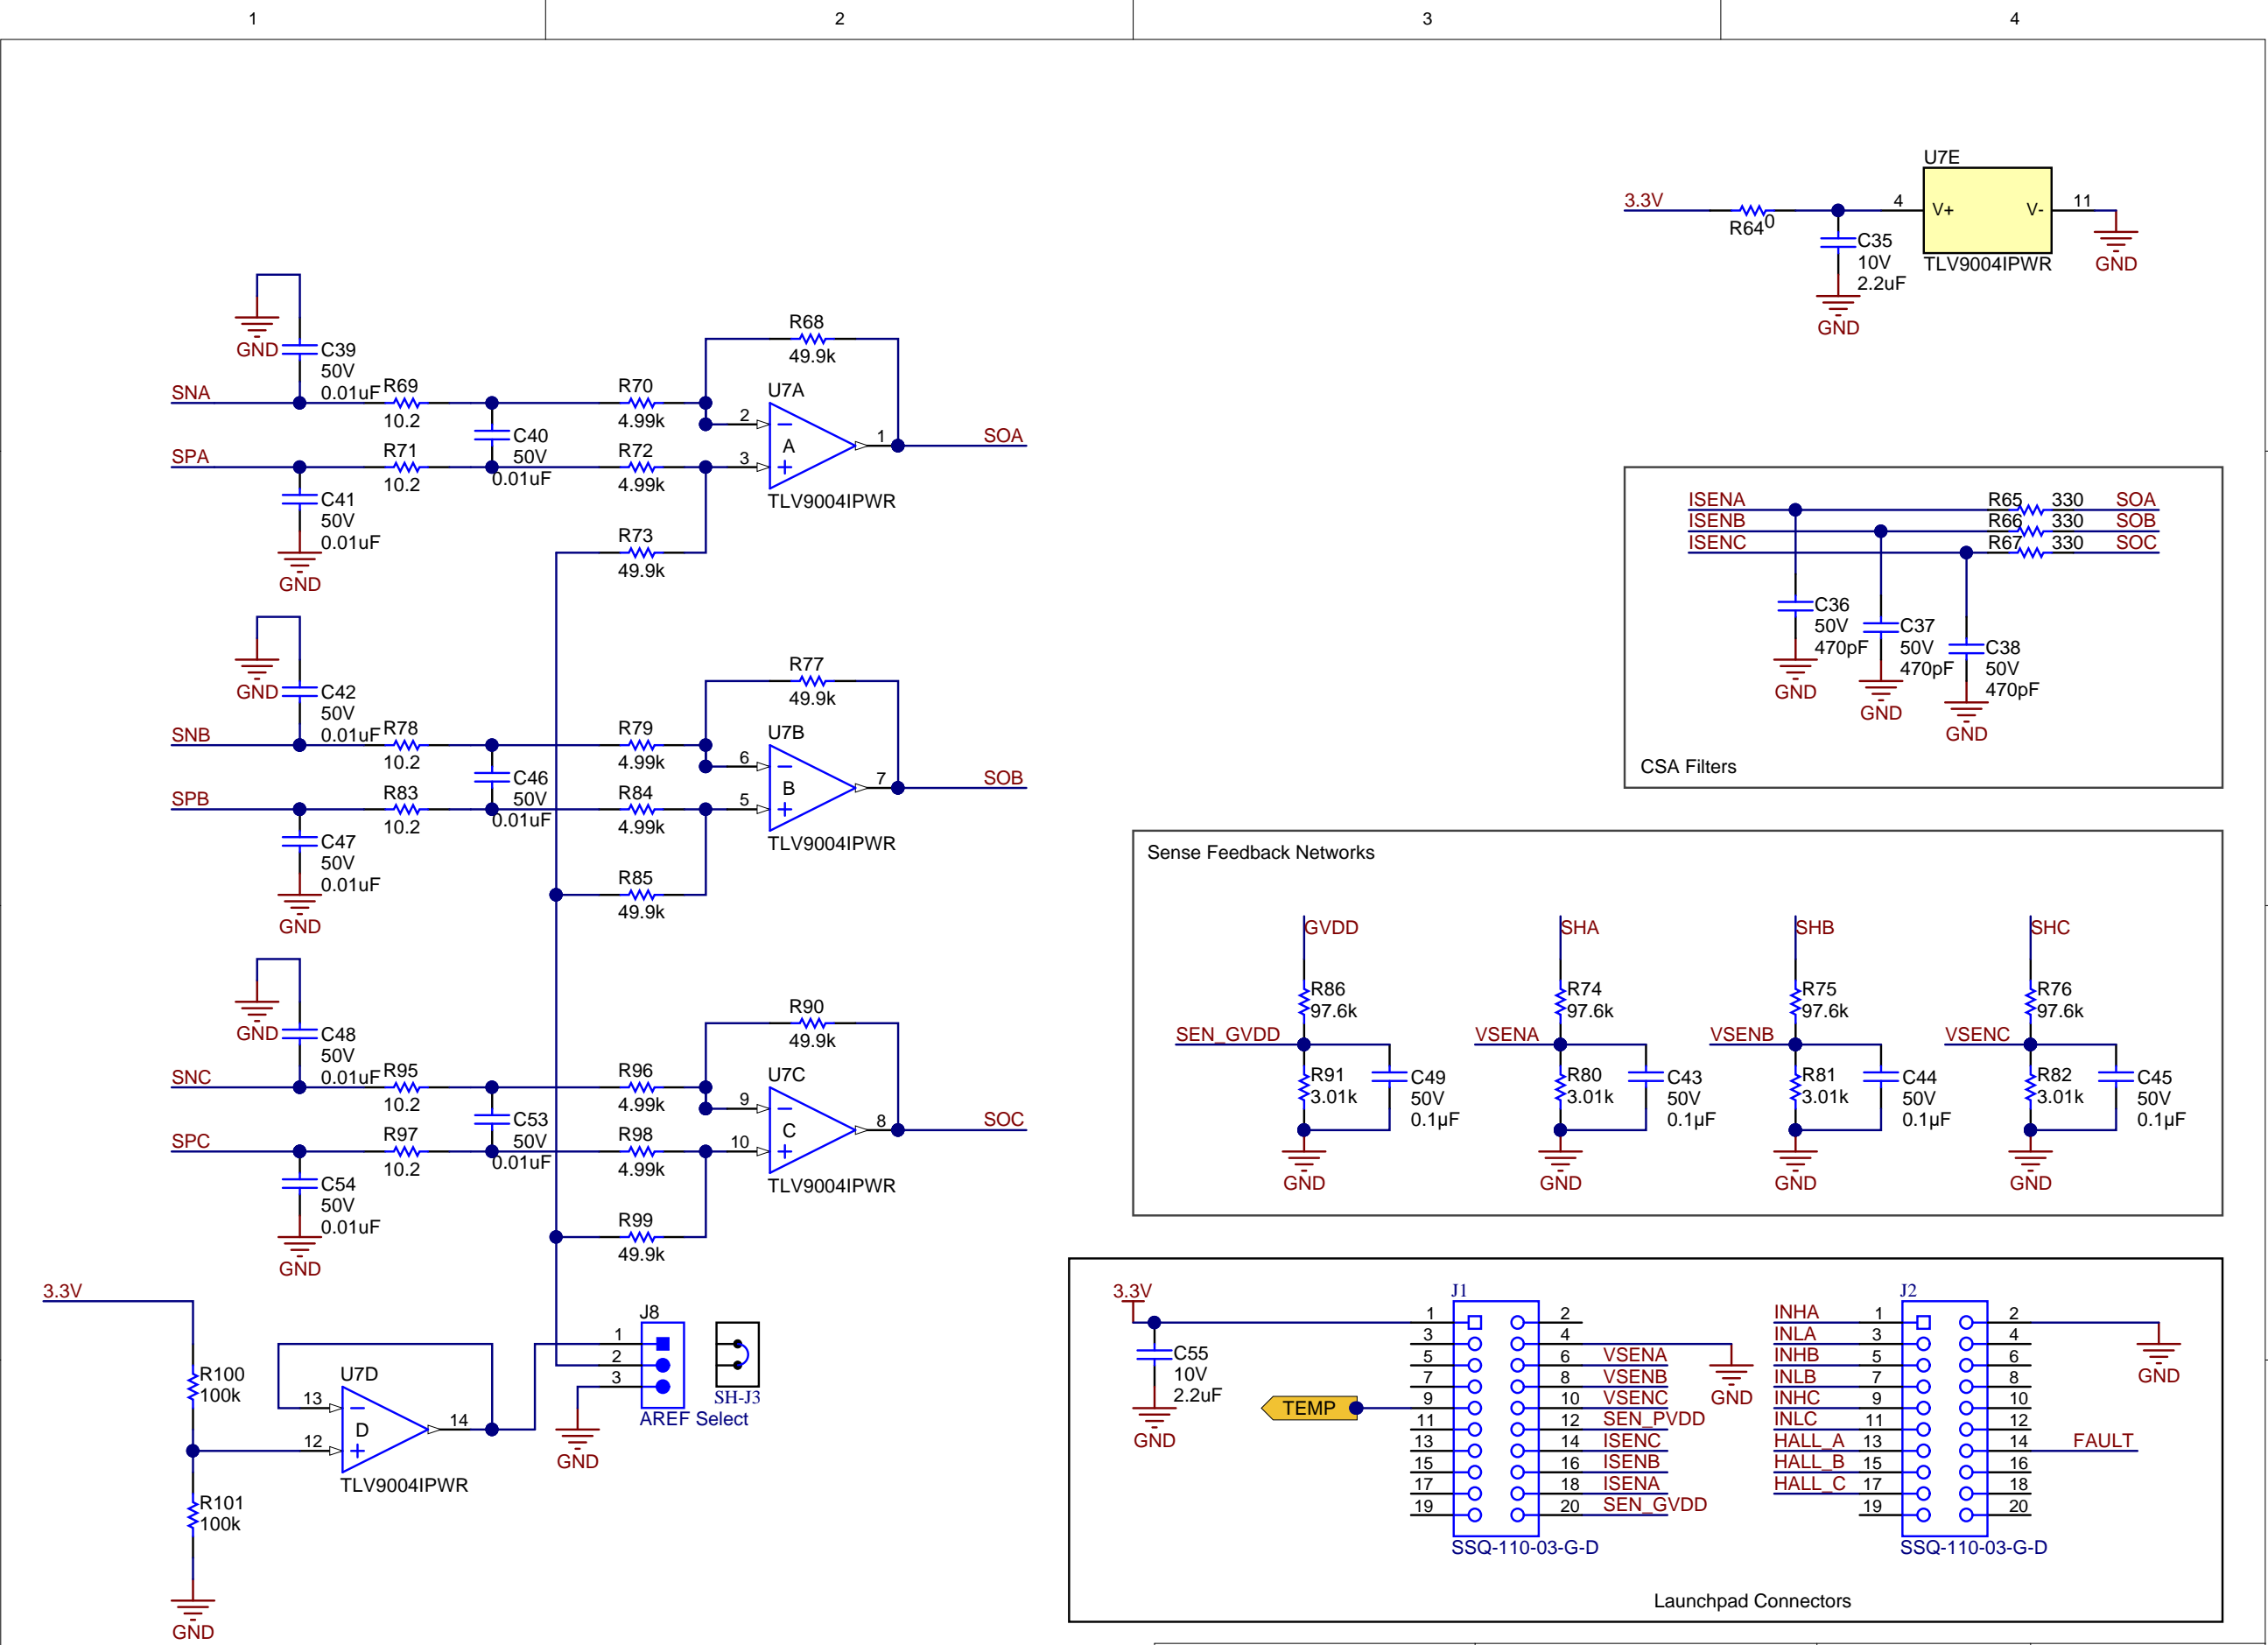 1 2 3 4
U7E
3.3V
R64 0
4 V+ V- 11
C35
10V
2.2uF
TLV9004IPWR
GND
GND
GND
C39
50V
0.01uF
SNA
R69
10.2
R70
4.99k
R68
49.9k
U7A
2
A
3
1
SOA
TLV9004IPWR
C40
50V
0.01uF
SPA
R71
10.2
R72
4.99k
C41
50V
0.01uF
GND
R73
49.9k
GND
C42
50V
0.01uF
SNB
R78
10.2
R79
4.99k
R77
49.9k
U7B
6
B
5
7
SOB
TLV9004IPWR
C46
50V
0.01uF
SPB
R83
10.2
R84
4.99k
C47
50V
0.01uF
GND
R85
49.9k
GND
C48
50V
0.01uF
SNC
R95
10.2
R96
4.99k
R90
49.9k
U7C
9
C
10
8
SOC
TLV9004IPWR
C53
50V
0.01uF
SPC
R97
10.2
R98
4.99k
C54
50V
0.01uF
GND
R99
49.9k
3.3V
R100
100k
R101
100k
GND
U7D
13
D
12
14
TLV9004IPWR
J8
1
2
3
AREF Select
GND
SH-J3
ISENA R65 330 SOA
ISENB R66 330 SOB
ISENC R67 330 SOC
C36
50V
470pF
GND
C37
50V
470pF
GND
C38
50V
470pF
GND
CSA Filters
Sense Feedback Networks
GVDD
R86
97.6k
SEN_GVDD
R91
3.01k
C49
50V
0.1µF
GND
SHA
R74
97.6k
VSENA
R80
3.01k
C43
50V
0.1µF
GND
SHB
R75
97.6k
VSENB
R81
3.01k
C44
50V
0.1µF
GND
SHC
R76
97.6k
VSENC
R82
3.01k
C45
50V
0.1µF
GND
3.3V
C55
10V
2.2uF
GND
TEMP
J1
1 2
3 4
5 6 VSENA
7 8 VSENB
9 10 VSENC
11 12 SEN_PVDD
13 14 ISENC
15 16 ISENB
17 18 ISENA
19 20 SEN_GVDD
SSQ-110-03-G-D
GND
J2
INHA 1 2
INLA 3 4
INHB 5 6
INLB 7 8
INHC 9 10
INLC 11 12
HALL_A 13 14 FAULT
HALL_B 15 16
HALL_C 17 18
19 20
SSQ-110-03-G-D
GND
Launchpad Connectors